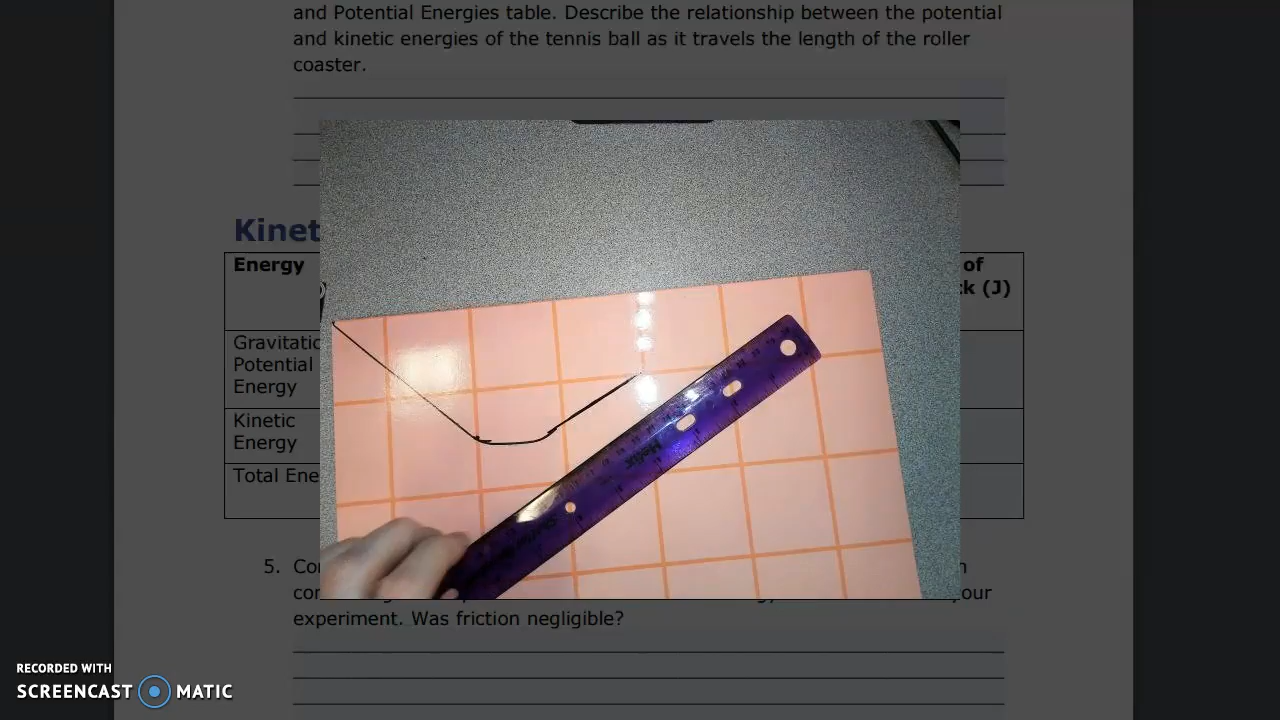 and Potential Energies table. Describe the relationship between the potential
and kinetic energies of the tennis ball as it travels the length of the roller
coaster.
Kinet
Energy
of
k (J)
Gravitatio
Potential
Energy
Kinetic
Energy
Total Ene
Helix
5. Co
n
con
our
experiment. Was friction negligible?
RECORDED WITH
SCREENCAST MATIC